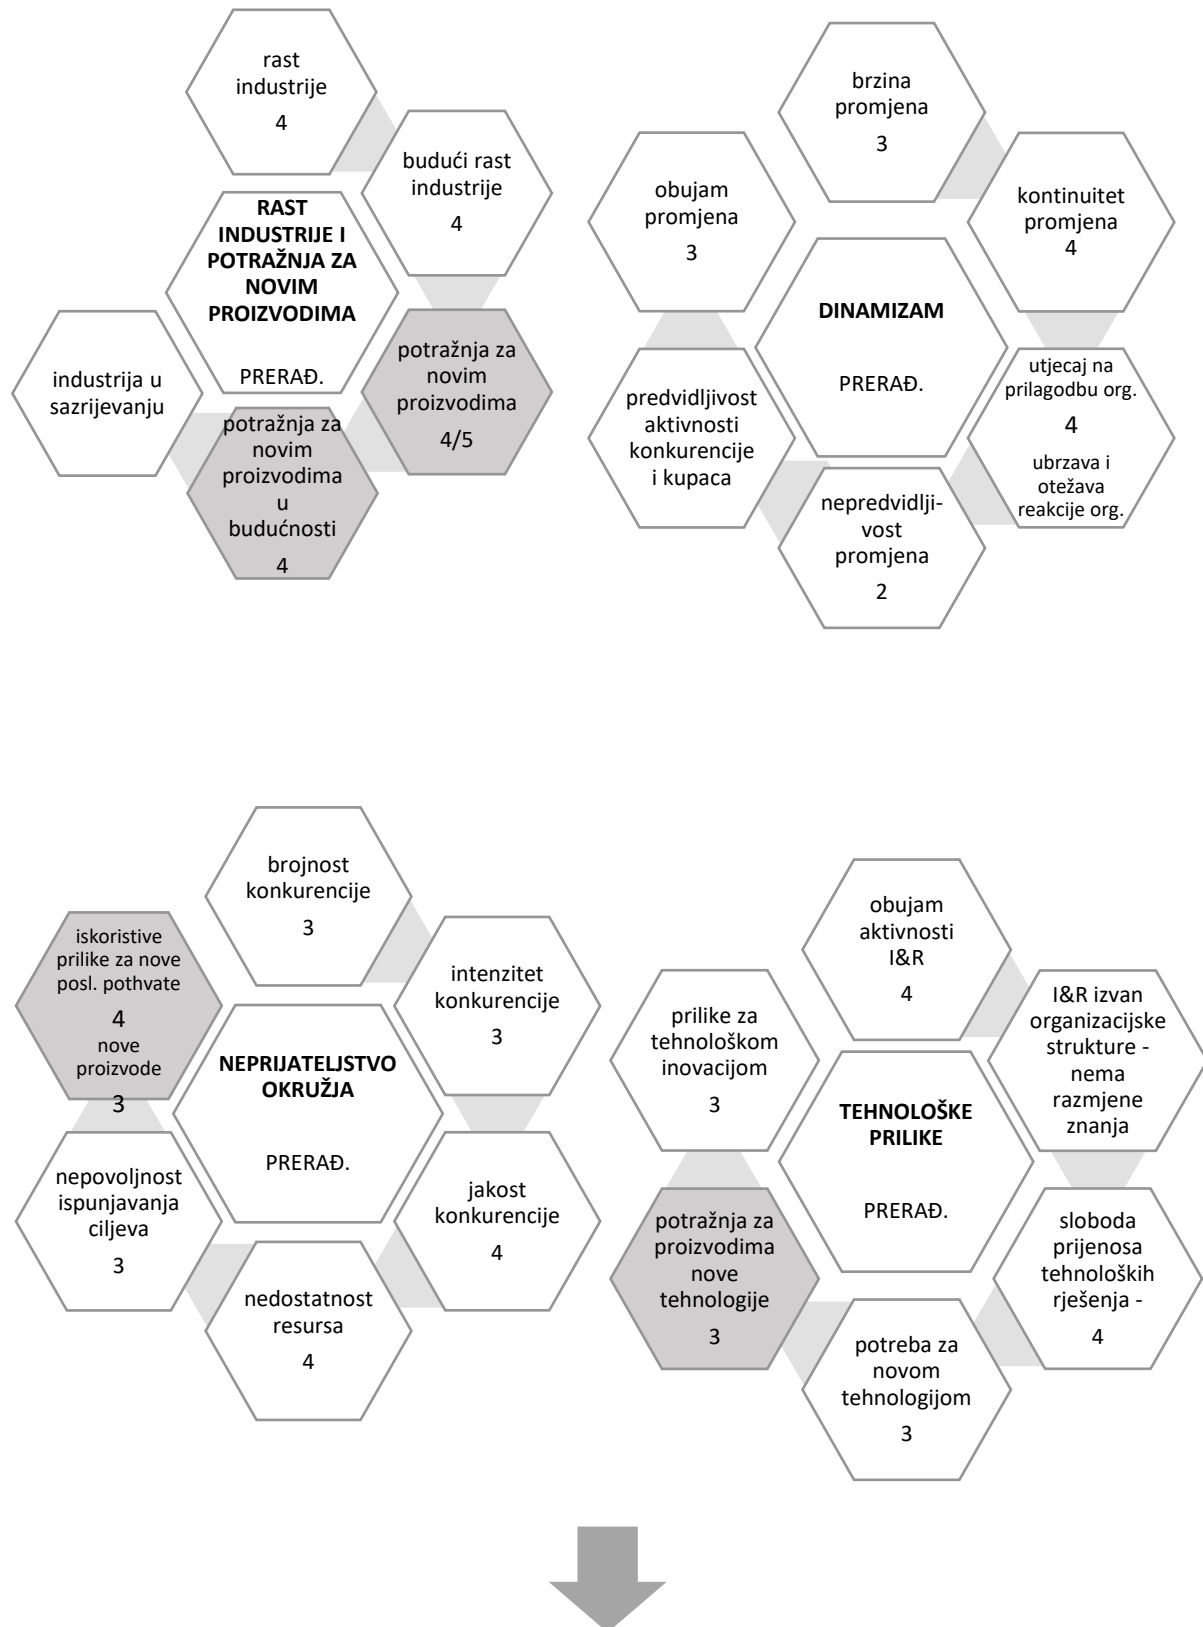 rast
industrije
4
budući rast
industrije
4
RAST
INDUSTRIJE I
POTRAŽNJA ZA
NOVIM
PROIZVODIMA
PRERAĐ.
potražnja za
novim
proizvodima
4/5
industrija u
sazrijevanju
potražnja za
novim
proizvodima
u
budućnosti
4
brzina
promjena
3
obujam
promjena
3
kontinuitet
promjena
4
DINAMIZAM
PRERAĐ.
predvidljivost
aktivnosti
konkurencije
i kupaca
utjecaj na
prilagodbu org.
4
ubrzava i
otežava
reakcije org.
nepredvidlji-
vost
promjena
2
brojnost
konkurencije
3
iskoristive
prilike za nove
posl. pothvate
4
nove
proizvode
3
intenzitet
konkurencije
3
NEPRIJATELJSTVO
OKRUŽJA
PRERAĐ.
nepovoljnost
ispunjavanja
ciljeva
3
jakost
konkurencije
4
nedostatnost
resursa
4
obujam
aktivnosti
I&R
4
prilike za
tehnološkom
inovacijom
3
I&R izvan
organizacijske
strukture -
nema
razmjene
znanja
TEHNOLOŠKE
PRILIKE
PRERAĐ.
potražnja za
proizvodima
nove
tehnologije
3
sloboda
prijenosa
tehnoloških
rješenja -
4
potreba za
novom
tehnologijom
3